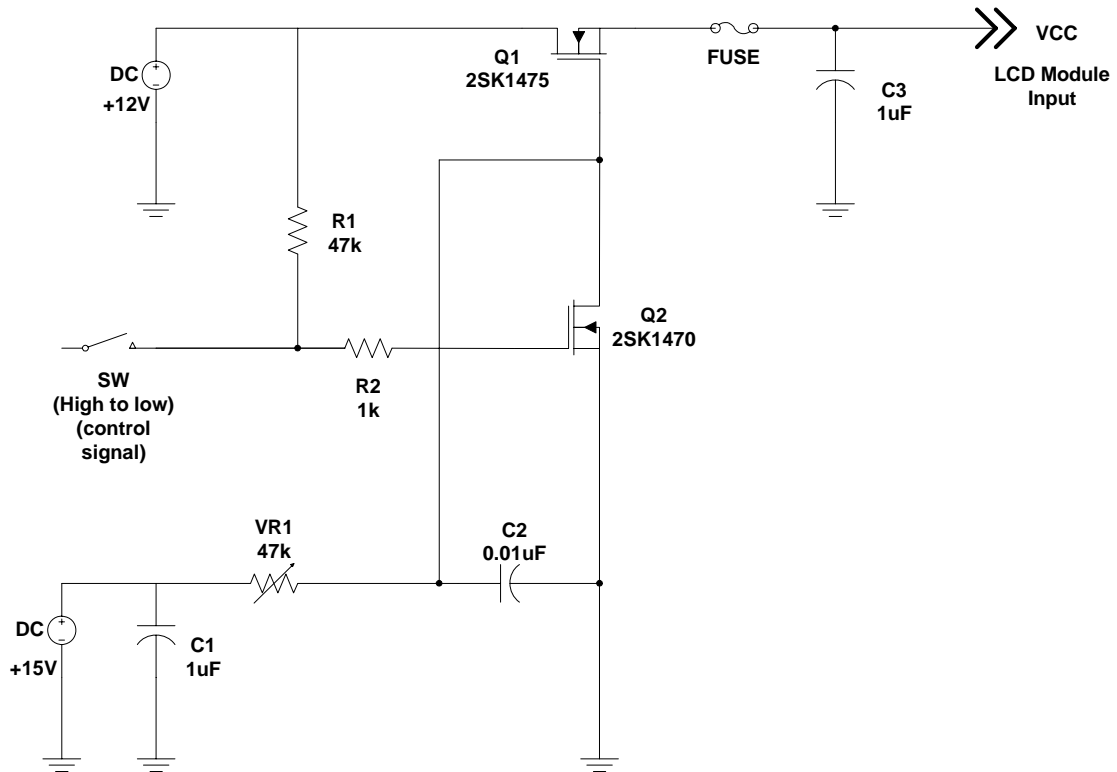 DC
+
−
+12V
Q1
2SK1475
FUSE
C3
1uF
VCC
LCD Module
Input
R1
47k
Q2
2SK1470
SW
(High to low)
(control
signal)
R2
1k
VR1
47k
C2
0.01uF
DC
+
−
+15V
C1
1uF